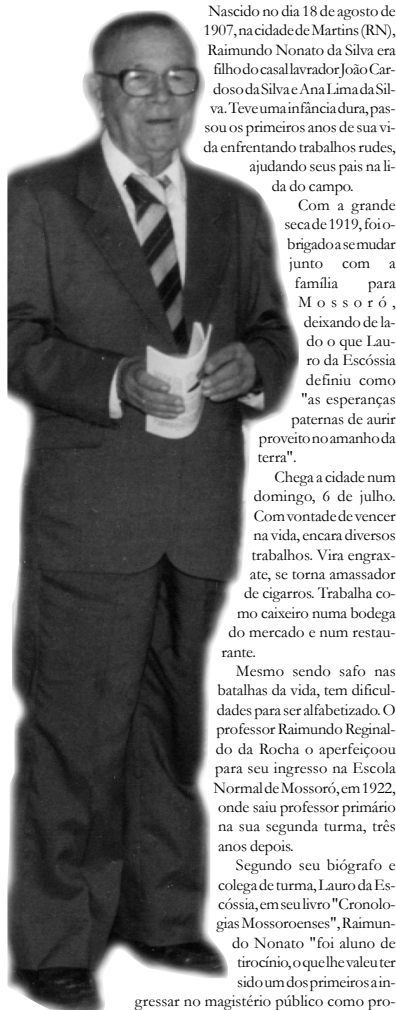 Nascido no dia 18 de agosto de
1907, na cidade de Martins (RN),
Raimundo Nonato da Silva era
filho do casal lavrador João Car-
doso da Silva e Ana Lima da Sil-
va. Teve uma infância dura, pas-
sou os primeiros anos de sua vi-
da enfrentando trabalhos rudes,
ajudando seus pais na li-
da do campo.
Com a grande
seca de 1919, foi o-
brigado a se mudar
junto com a
família para
Mossoró,
deixando de la-
do o que Lau-
ro da Escóssia
definiu como
"as esperanças
paternas de aurir
proveito no amanho da
terra".
Chega a cidade num
domingo, 6 de julho.
Com vontade de vencer
na vida, encara diversos
trabalhos. Vira engrax-
ate, se torna amassador
de cigarros. Trabalha co-
mo caixeiro numa bodega
do mercado e num restau-
rante.
Mesmo sendo safo nas
batalhas da vida, tem dificul-
dades para ser alfabetizado. O
professor Raimundo Reginal-
do da Rocha o aperfeiçoou
para seu ingresso na Escola
Normal de Mossoró, em 1922,
onde saiu professor primário
na sua segunda turma, três
anos depois.
Segundo seu biógrafo e
colega de turma, Lauro da Es-
cóssia, em seu livro "Cronolo-
gias Mossoroenses", Raimun-
do Nonato "foi aluno de
tirocínio, o que lhe valeu ter
sido um dos primeiros a in-
gressar no magistério público como pro-